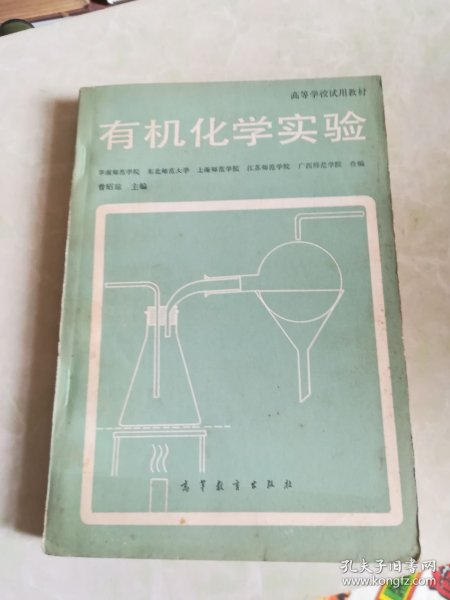 高等学校试用教材
有机化学实验
华南师范学院 东北师范大学 上海师范学院 江苏师范学院 广西师范学院 合编
曾昭琼 主编
高等教育出版社
孔夫子旧书网
www.kongfz.com